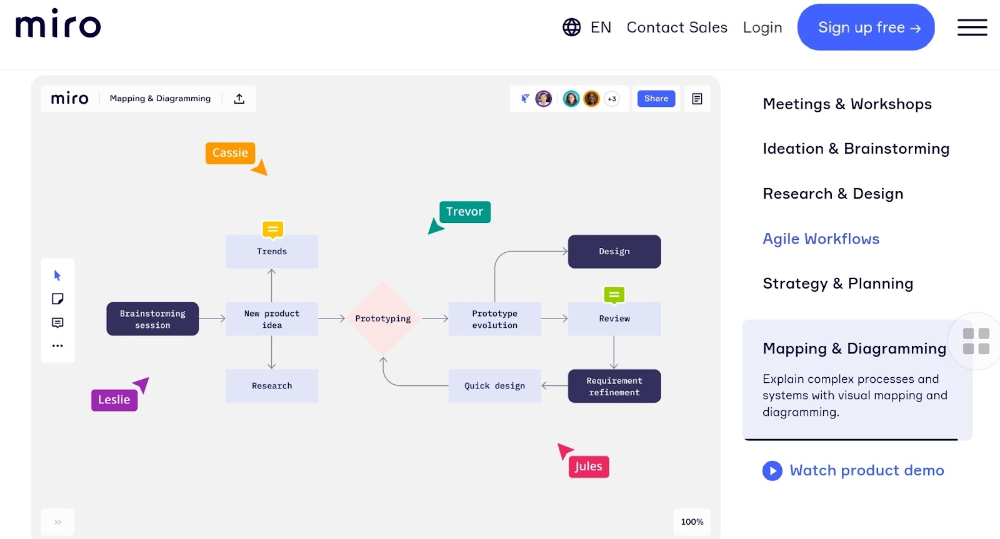 miro
EN Contact Sales Login Sign up free →
miro Mapping & Diagramming
+3 Share
Cassie
Trevor
Trends
Design
Brainstorming
session
New product
idea
Prototyping
Prototype
evolution
Review
Research
Quick design
Requirement
refinement
Leslie
Jules
100%
Meetings & Workshops
Ideation & Brainstorming
Research & Design
Agile Workflows
Strategy & Planning
Mapping & Diagramming
Explain complex processes and
systems with visual mapping and
diagramming.
Watch product demo